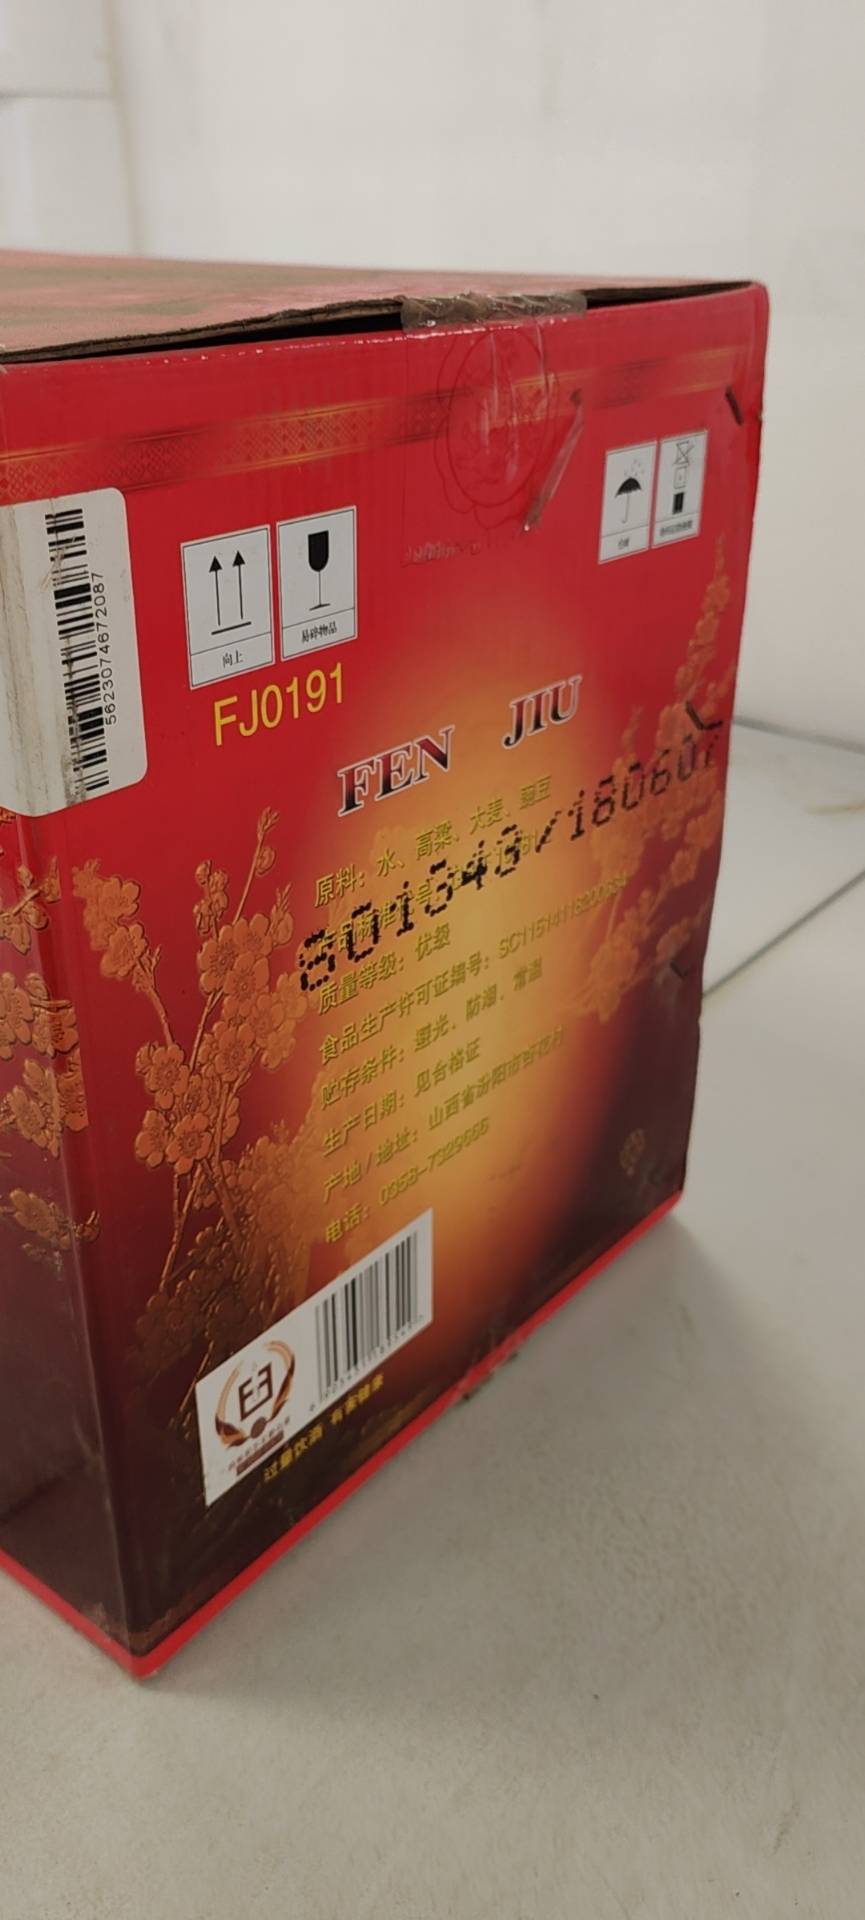 5623074672087
向上
易碎物品
FJ0191
FEN JIU
原料：水、高粱、大麦、豌豆
质量等级：优级
食品生产许可证编号：
贮存条件：避光、防潮、常温
生产日期：见合格证
产地/地址：山西省汾阳市杏花村
电话：0358-7329666
过量饮酒 有害健康